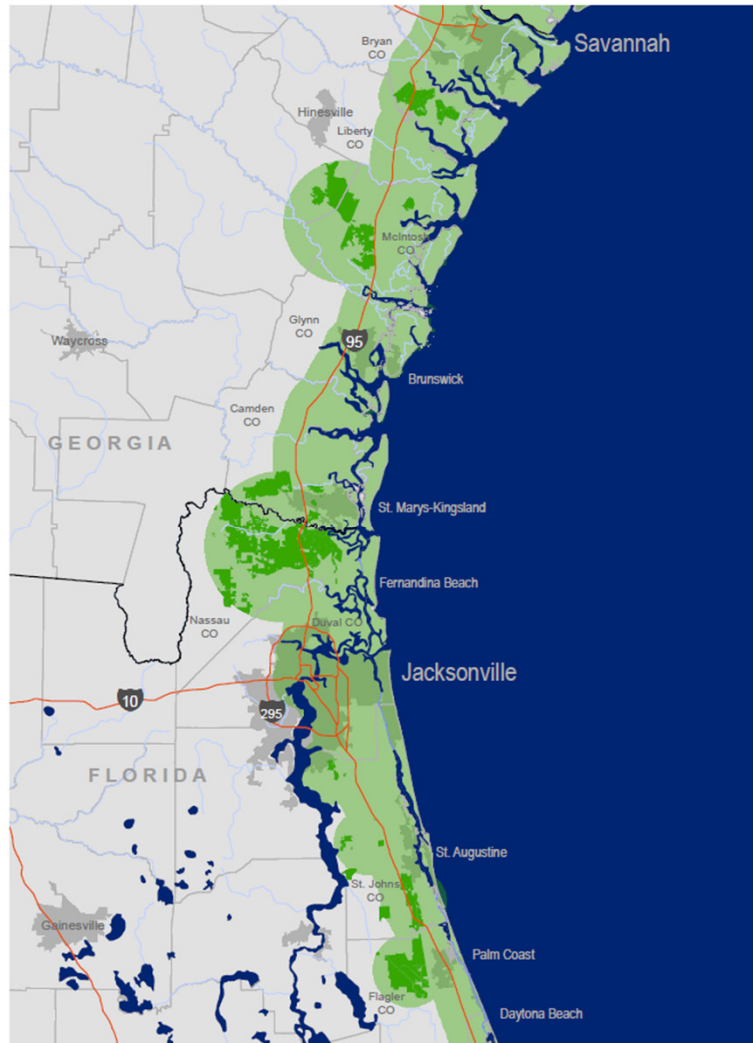 Savannah
Bryan
CO
Hinesville
Liberty
CO
McIntosh
CO
Glynn
CO
95
Waycross
Brunswick
Camden
CO
GEORGIA
St. Marys-Kingsland
Fernandina Beach
Nassau
CO
Duval CO
Jacksonville
10
295
FLORIDA
St. Augustine
St. Johns
CO
Gainesville
Palm Coast
Flagler
CO
Daytona Beach